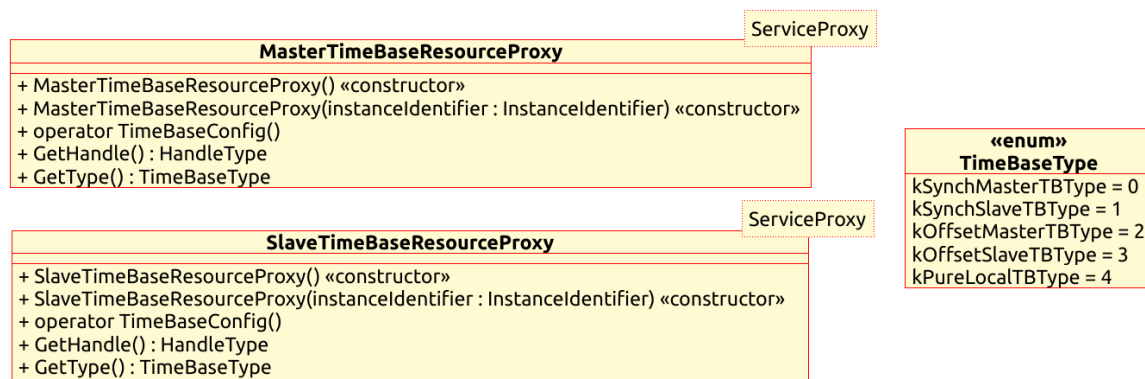 ServiceProxy
MasterTimeBaseResourceProxy
+ MasterTimeBaseResourceProxy() «constructor»
+ MasterTimeBaseResourceProxy(instanceIdentifier : InstanceIdentifier) «constructor»
+ operator TimeBaseConfig()
+ GetHandle() : HandleType
+ GetType() : TimeBaseType
ServiceProxy
SlaveTimeBaseResourceProxy
+ SlaveTimeBaseResourceProxy() «constructor»
+ SlaveTimeBaseResourceProxy(instanceIdentifier : InstanceIdentifier) «constructor»
+ operator TimeBaseConfig()
+ GetHandle() : HandleType
+ GetType() : TimeBaseType
«enum»
TimeBaseType
kSynchMasterTBType = 0
kSynchSlaveTBType = 1
kOffsetMasterTBType = 2
kOffsetSlaveTBType = 3
kPureLocalTBType = 4